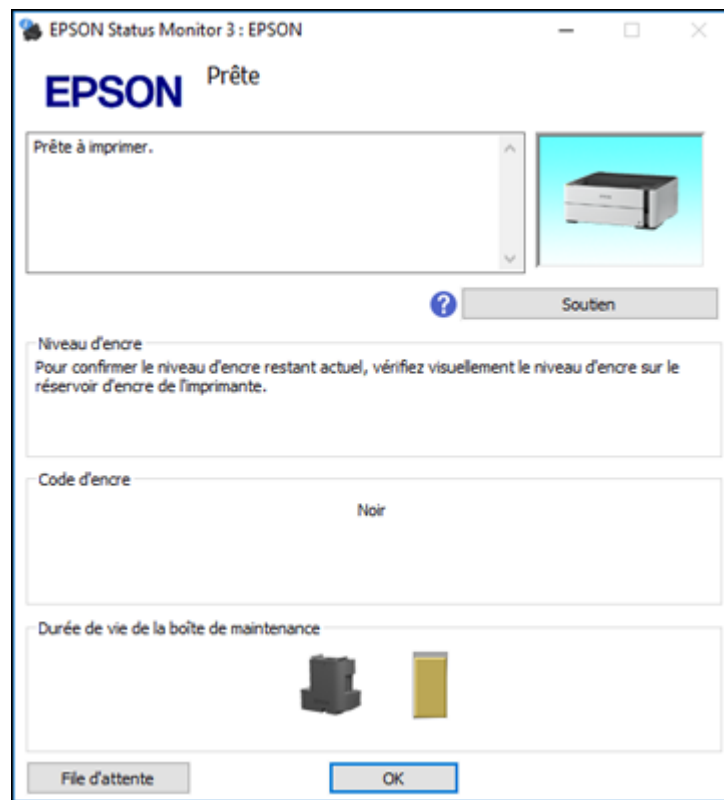 EPSON Status Monitor 3 : EPSON
EPSON
Prête
Prête à imprimer.
?
Soutien
Niveau d'encre
Pour confirmer le niveau d'encre restant actuel, vérifiez visuellement le niveau d'encre sur le
réservoir d'encre de l'imprimante.
Code d'encre
Noir
Durée de vie de la boîte de maintenance
File d'attente
OK